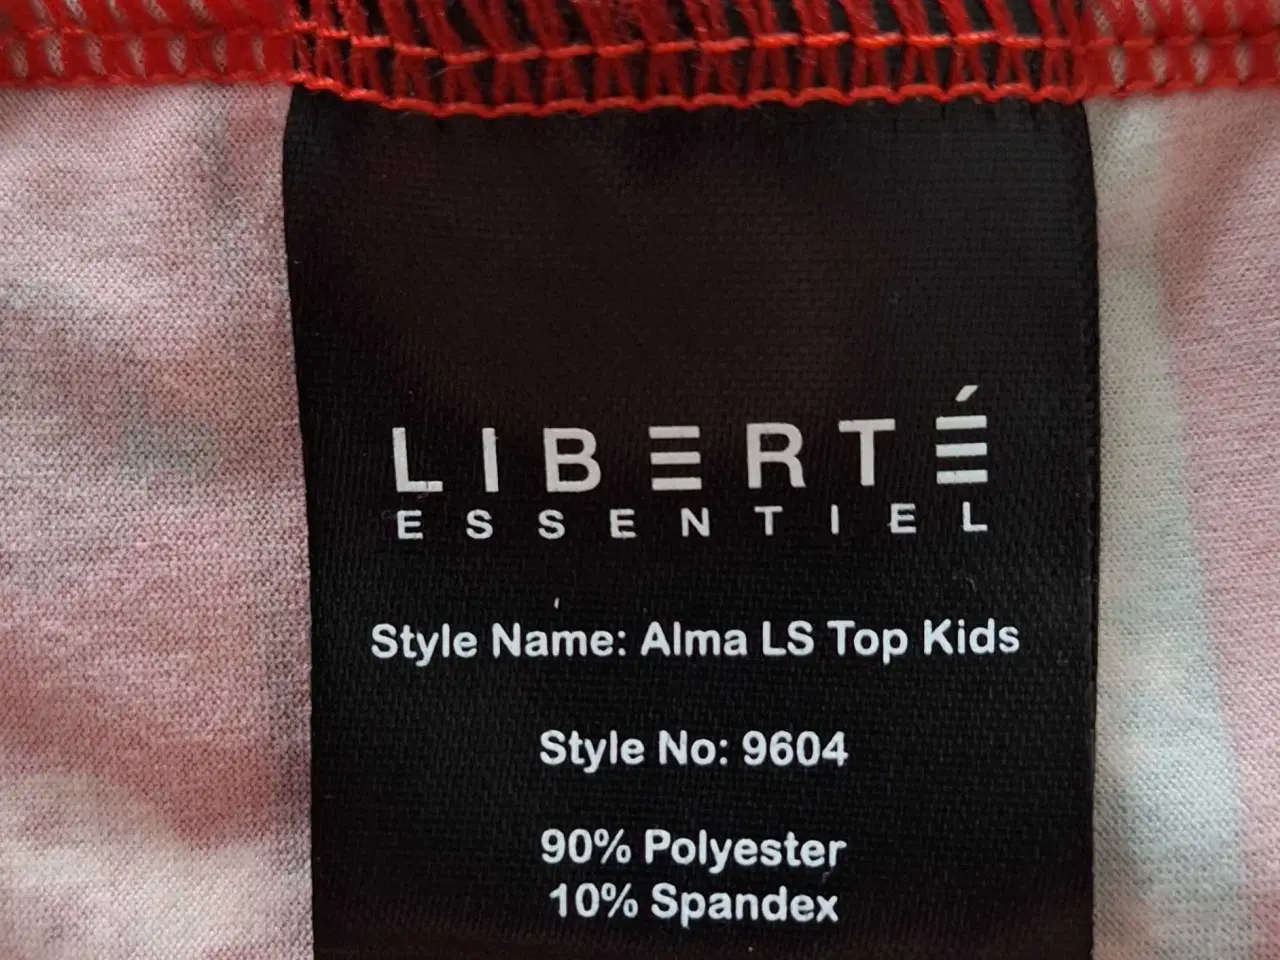 LIBERTÉ
ESSENTIEL
Style Name: Alma LS Top Kids
Style No: 9604
90% Polyester
10% Spandex